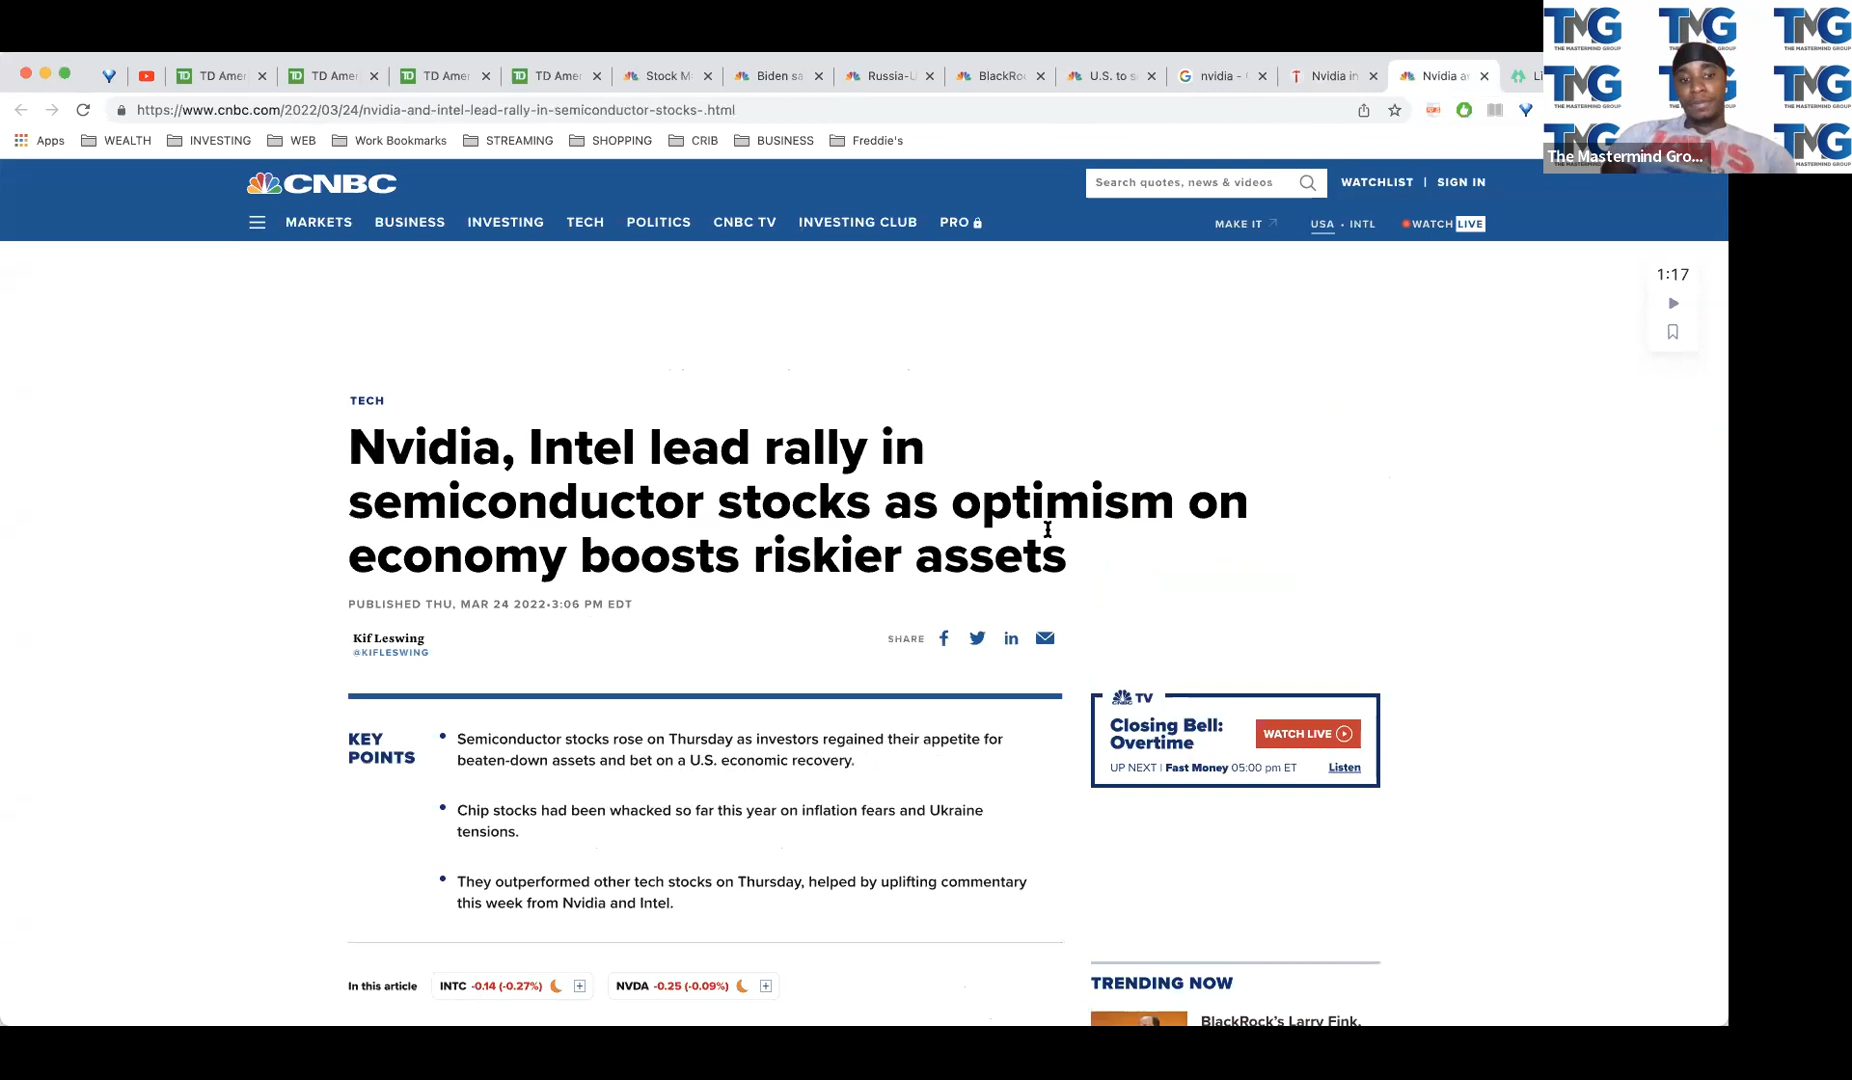 TD Amer
TD Amer
TD Amer
TD Amer
Stock M
Biden sa
Russia-
BlackRo
U.S. to
nvidia -
Nvidia in
Nvidia a
https://www.cnbc.com/2022/03/24/nvidia-and-intel-lead-rally-in-semiconductor-stocks-.html
Apps WEALTH INVESTING WEB Work Bookmarks STREAMING SHOPPING CRIB BUSINESS Freddie's
TMG TMG TMG
THE MASTERMIND GROUP
The Mastermind Gro...
CNBC
Search quotes, news & videos
WATCHLIST | SIGN IN
MARKETS BUSINESS INVESTING TECH POLITICS CNBC TV INVESTING CLUB PRO
MAKE IT USA • INTL WATCH LIVE
1:17
TECH
Nvidia, Intel lead rally in
semiconductor stocks as optimism on
economy boosts riskier assets
PUBLISHED THU, MAR 24 2022•3:06 PM EDT
Kif Leswing
@KIFLESWING
SHARE
KEY
POINTS
Semiconductor stocks rose on Thursday as investors regained their appetite for
beaten-down assets and bet on a U.S. economic recovery.
Chip stocks had been whacked so far this year on inflation fears and Ukraine
tensions.
They outperformed other tech stocks on Thursday, helped by uplifting commentary
this week from Nvidia and Intel.
CNBC TV
Closing Bell:
Overtime
WATCH LIVE
UP NEXT | Fast Money 05:00 pm ET Listen
In this article INTC -0.14 (-0.27%) NVDA -0.25 (-0.09%)
TRENDING NOW
BlackRock's Larry Fink,